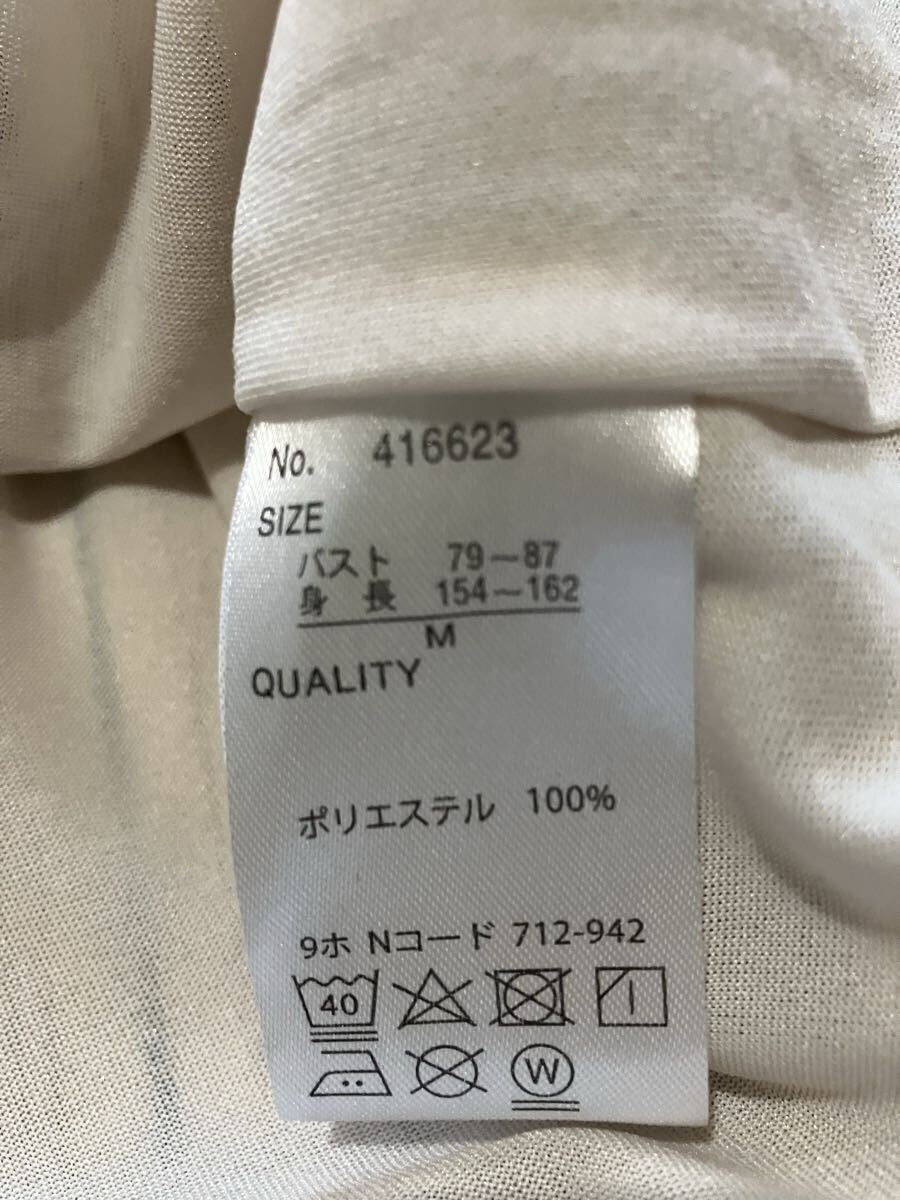 No. 416623
SIZE
バスト 79～87
身 長 154～162
M
QUALITY
ポリエステル 100%
9ホ Nコード 712-942
40
W